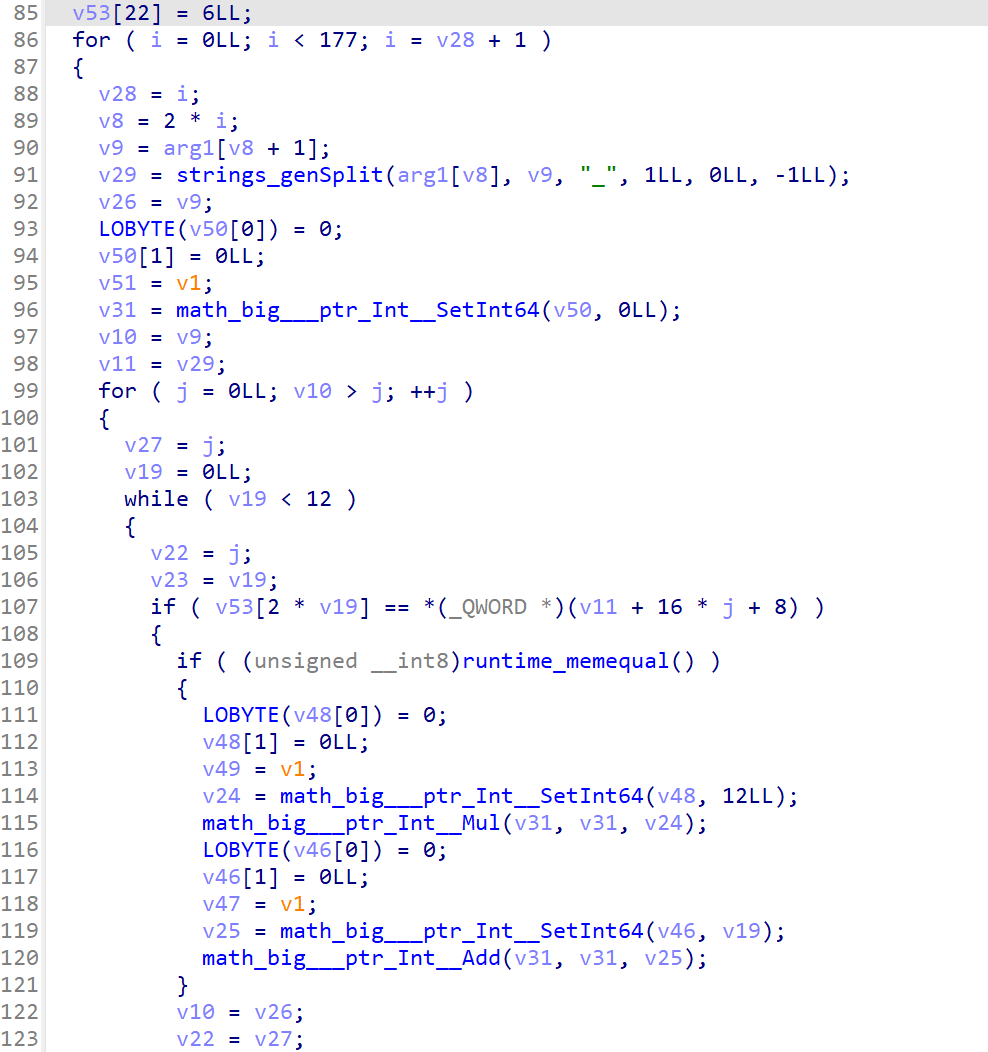 85 v53[22] = 6LL;
86 for ( i = 0LL; i < 177; i = v28 + 1 )
87 {
88 v28 = i;
89 v8 = 2 * i;
90 v9 = arg1[v8 + 1];
91 v29 = strings_genSplit(arg1[v8], v9, "_", 1LL, 0LL, -1LL);
92 v26 = v9;
93 LOBYTE(v50[0]) = 0;
94 v50[1] = 0LL;
95 v51 = v1;
96 v31 = math_big___ptr_Int__SetInt64(v50, 0LL);
97 v10 = v9;
98 v11 = v29;
99 for ( j = 0LL; v10 > j; ++j )
100 {
101 v27 = j;
102 v19 = 0LL;
103 while ( v19 < 12 )
104 {
105 v22 = j;
106 v23 = v19;
107 if ( v53[2 * v19] == *(_QWORD *)(v11 + 16 * j + 8) )
108 {
109 if ( (unsigned __int8)runtime_memequal() )
110 {
111 LOBYTE(v48[0]) = 0;
112 v48[1] = 0LL;
113 v49 = v1;
114 v24 = math_big___ptr_Int__SetInt64(v48, 12LL);
115 math_big___ptr_Int__Mul(v31, v31, v24);
116 LOBYTE(v46[0]) = 0;
117 v46[1] = 0LL;
118 v47 = v1;
119 v25 = math_big___ptr_Int__SetInt64(v46, v19);
120 math_big___ptr_Int__Add(v31, v31, v25);
121 }
122 v10 = v26;
123 v22 = v27;